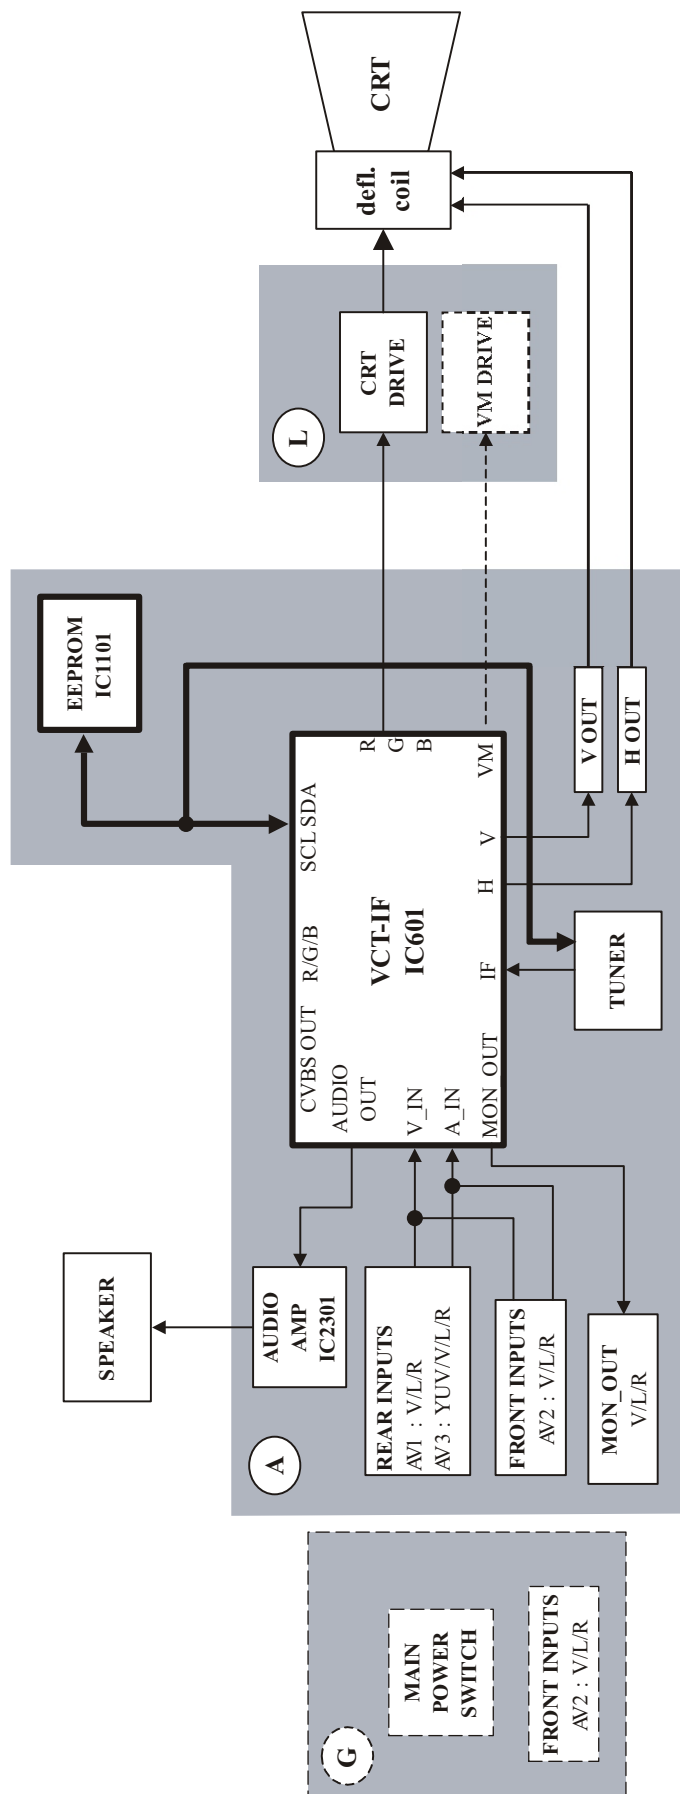 G
MAIN
POWER
SWITCH
FRONT INPUTS
AV2 : V/L/R
A
SPEAKER
AUDIO
AMP
IC2301
REAR INPUTS
AV1 : V/L/R
AV3 : YUV/V/L/R
FRONT INPUTS
AV2 : V/L/R
MON_OUT
V/L/R
CVBS OUT
R/G/B
SCL SDA
AUDIO
OUT
V_IN
A_IN
MON OUT
VCT-IF
IC601
IF
H
V
VM
R
G
B
TUNER
EEPROM
IC1101
V OUT
H OUT
L
CRT
DRIVE
VM DRIVE
defl.
coil
CRT